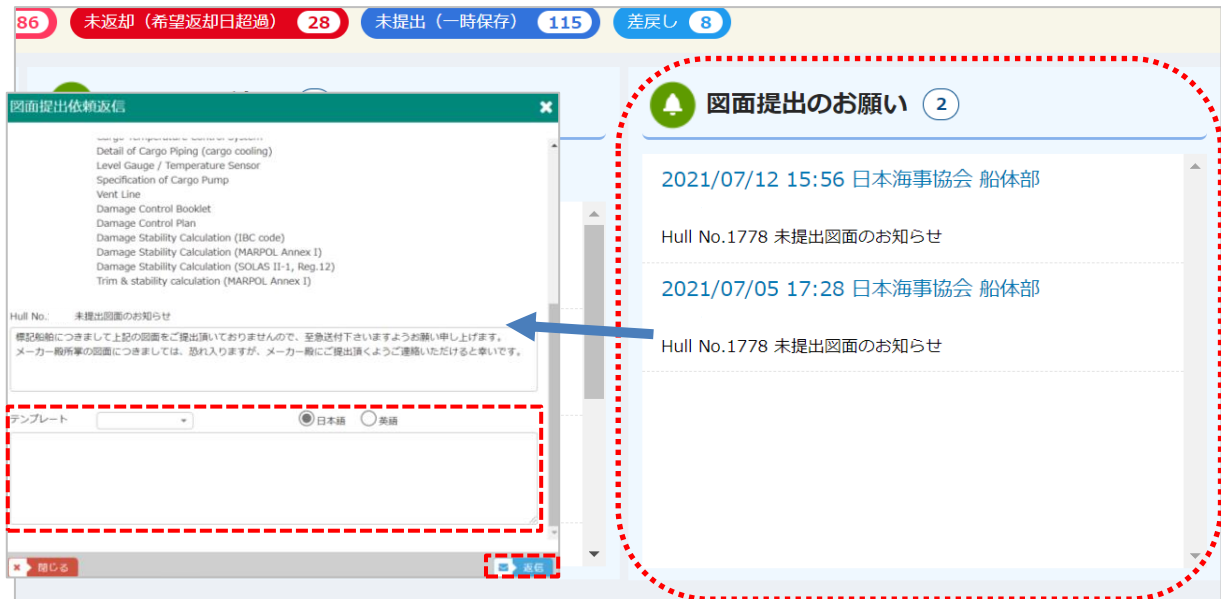 86
未返却（希望返却日超過） 28
未提出（一時保存） 115
差戻し 8
図面提出のお願い 2
2021/07/12 15:56 日本海事協会 船体部
Hull No.1778 未提出図面のお知らせ
2021/07/05 17:28 日本海事協会 船体部
Hull No.1778 未提出図面のお知らせ
図面提出依頼返信
Cargo Temperature Control System
Detail of Cargo Piping (cargo cooling)
Level Gauge / Temperature Sensor
Specification of Cargo Pump
Vent Line
Damage Control Booklet
Damage Control Plan
Damage Stability Calculation (IBC code)
Damage Stability Calculation (MARPOL Annex I)
Damage Stability Calculation (SOLAS II-1, Reg.12)
Trim & stability calculation (MARPOL Annex I)
Hull No.: 未提出図面のお知らせ
標記船舶につきまして上記の図面をご提出頂いておりませんので、至急送付下さいますようお願い申し上げます。
メーカー殿所掌の図面につきましては、恐れ入りますが、メーカー殿にご提出頂くようご連絡いただけると幸いです。
テンプレート 日本語 英語
閉じる 返信